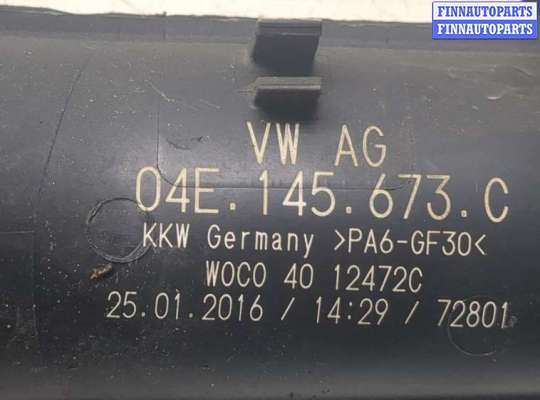 FINNAUTOPARTS
FINNAUTOPARTS
VW AG
04E.145.673.C
KKW Germany >PA6-GF30<
WOCO 40 12472C
25.01.2016 / 14:29 / 72801